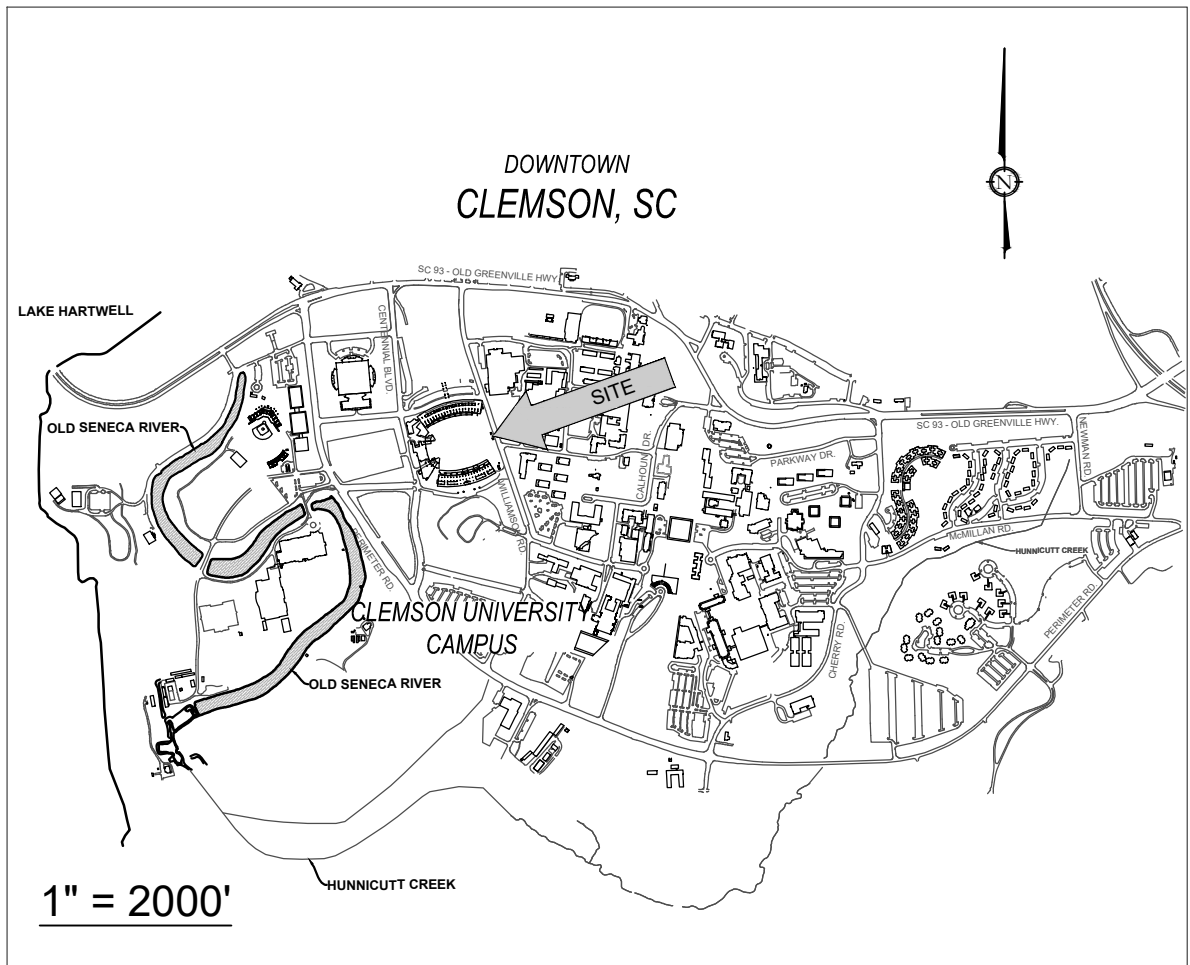 DOWNTOWN
CLEMSON, SC
N
SC 93 - OLD GREENVILLE HWY.
LAKE HARTWELL
CENTENNIAL BLVD.
SITE
OLD SENECA RIVER
CALHOUN DR.
SC 93 - OLD GREENVILLE HWY.
NEWMAN RD.
PARKWAY DR.
WILLIAMSON RD.
McMILLAN RD.
HUNNICUTT CREEK
PERIMETER RD.
PERIMETER RD.
CLEMSON UNIVERSITY
CAMPUS
CHERRY RD.
OLD SENECA RIVER
HUNNICUTT CREEK
1" = 2000'